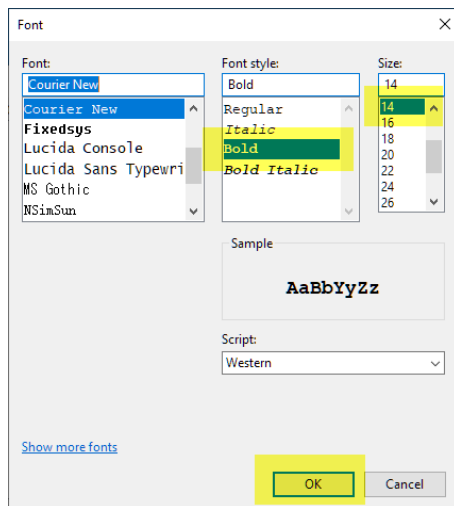 Font
Font: Font style: Size:
Courier New Bold 14
Courier New Regular 14
Fixedsys Italic 16
Lucida Console Bold 18
Lucida Sans Typewri Bold Italic 20
MS Gothic 22
NSimSun 24
26
Sample
AaBbYyZz
Script:
Western
Show more fonts
OK Cancel